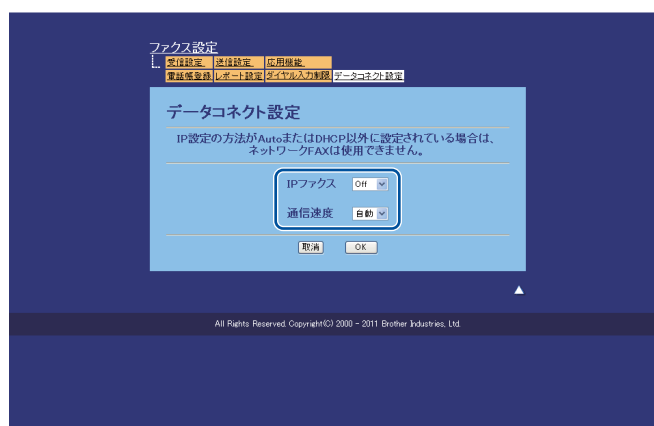 ファクス設定
受信設定 送信設定 応用機能
電話帳登録 レポート設定 ダイヤル入力制限 データコネクト設定
データコネクト設定
IP設定の方法がAutoまたはDHCP以外に設定されている場合は、
ネットワークFAXは使用できません。
IPファクス Off
通信速度 自動
取消 OK
All Rights Reserved. Copyright(C) 2000 - 2011 Brother Industries, Ltd.